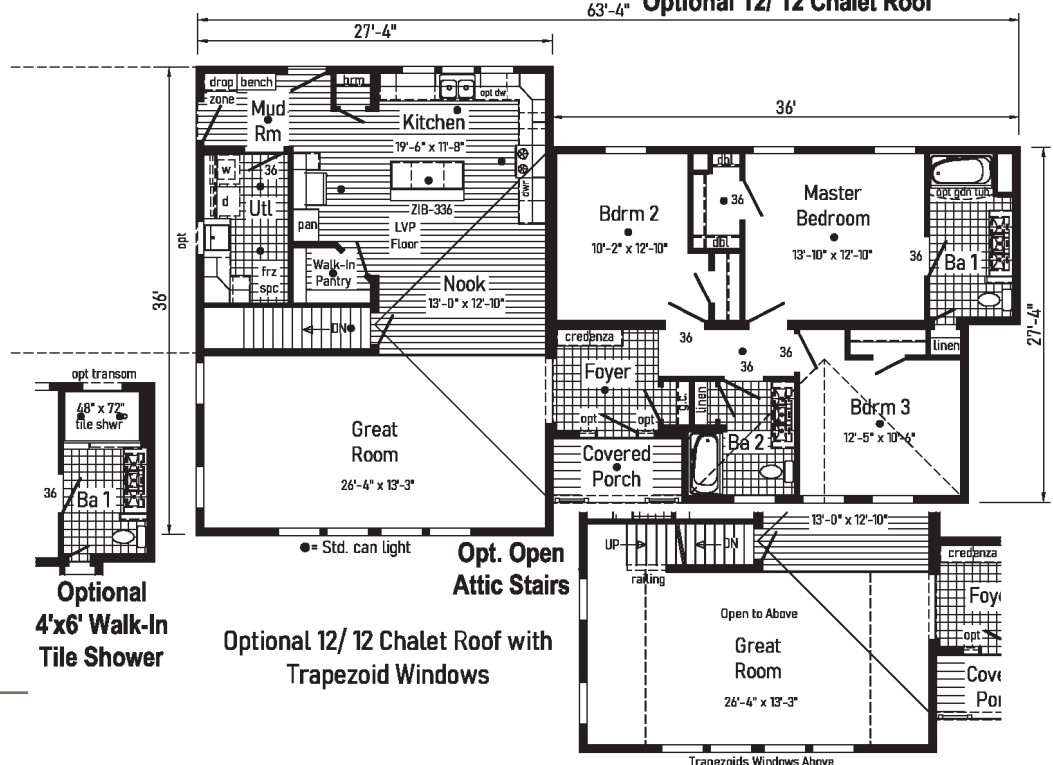 63'-4" Optional 12/ 12 Chalet Roof
27'-4"
36'
drop bench
zone
Mud
Rm
brm
opt dw
Kitchen
19'-6" x 11'-8"
ZIB-336
LVP
Floor
ovr
w
d
36
Utl
opt
pan
frz
spc
Walk-In
Pantry
Nook
13'-0" x 12'-10"
DN
36'
Bdrm 2
10'-2" x 12'-10"
dbl
36
dbl
Master
Bedroom
13'-10" x 12'-10"
opt gdn tub
36
Ba 1
27'-4"
credenza
Foyer
36
36
36
opt
opt
linen
linen
Ba 2
Bdrm 3
12'-5" x 10'-6"
Covered
Porch
Great
Room
26'-4" x 13'-3"
● = Std. can light
opt transom
48" x 72"
tile shwr
36
Ba 1
Optional
4'x6' Walk-In
Tile Shower
Opt. Open
Attic Stairs
Optional 12/ 12 Chalet Roof with
Trapezoid Windows
13'-0" x 12'-10"
UP
DN
railing
credenza
Foye
opt
Cove
Por
Open to Above
Great
Room
26'-4" x 13'-3"
Trapezoids Windows Above